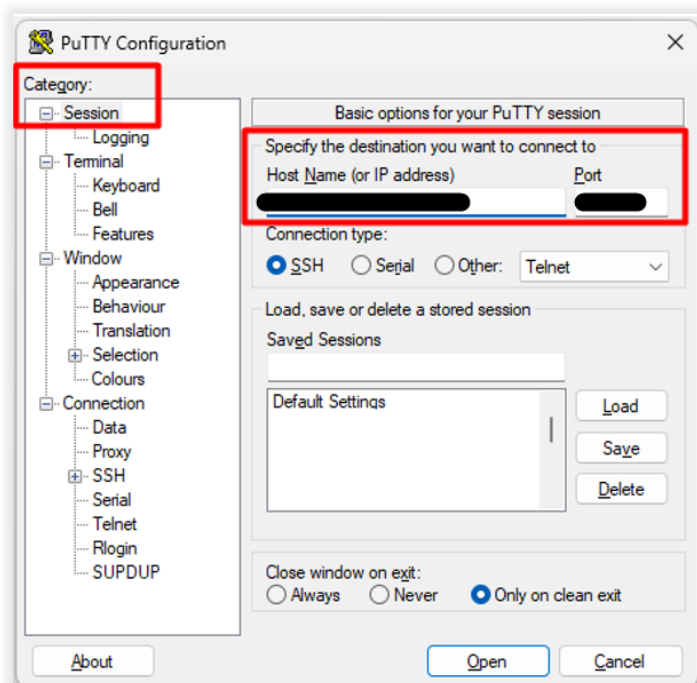 PuTTY Configuration
Category:
Session
Logging
Terminal
Keyboard
Bell
Features
Window
Appearance
Behaviour
Translation
Selection
Colours
Connection
Data
Proxy
SSH
Serial
Telnet
Rlogin
SUPDUP
Basic options for your PuTTY session
Specify the destination you want to connect to
Host Name (or IP address) Port
Connection type:
SSH Serial Other: Telnet
Load, save or delete a stored session
Saved Sessions
Default Settings
Load
Save
Delete
Close window on exit:
Always Never Only on clean exit
About Open Cancel